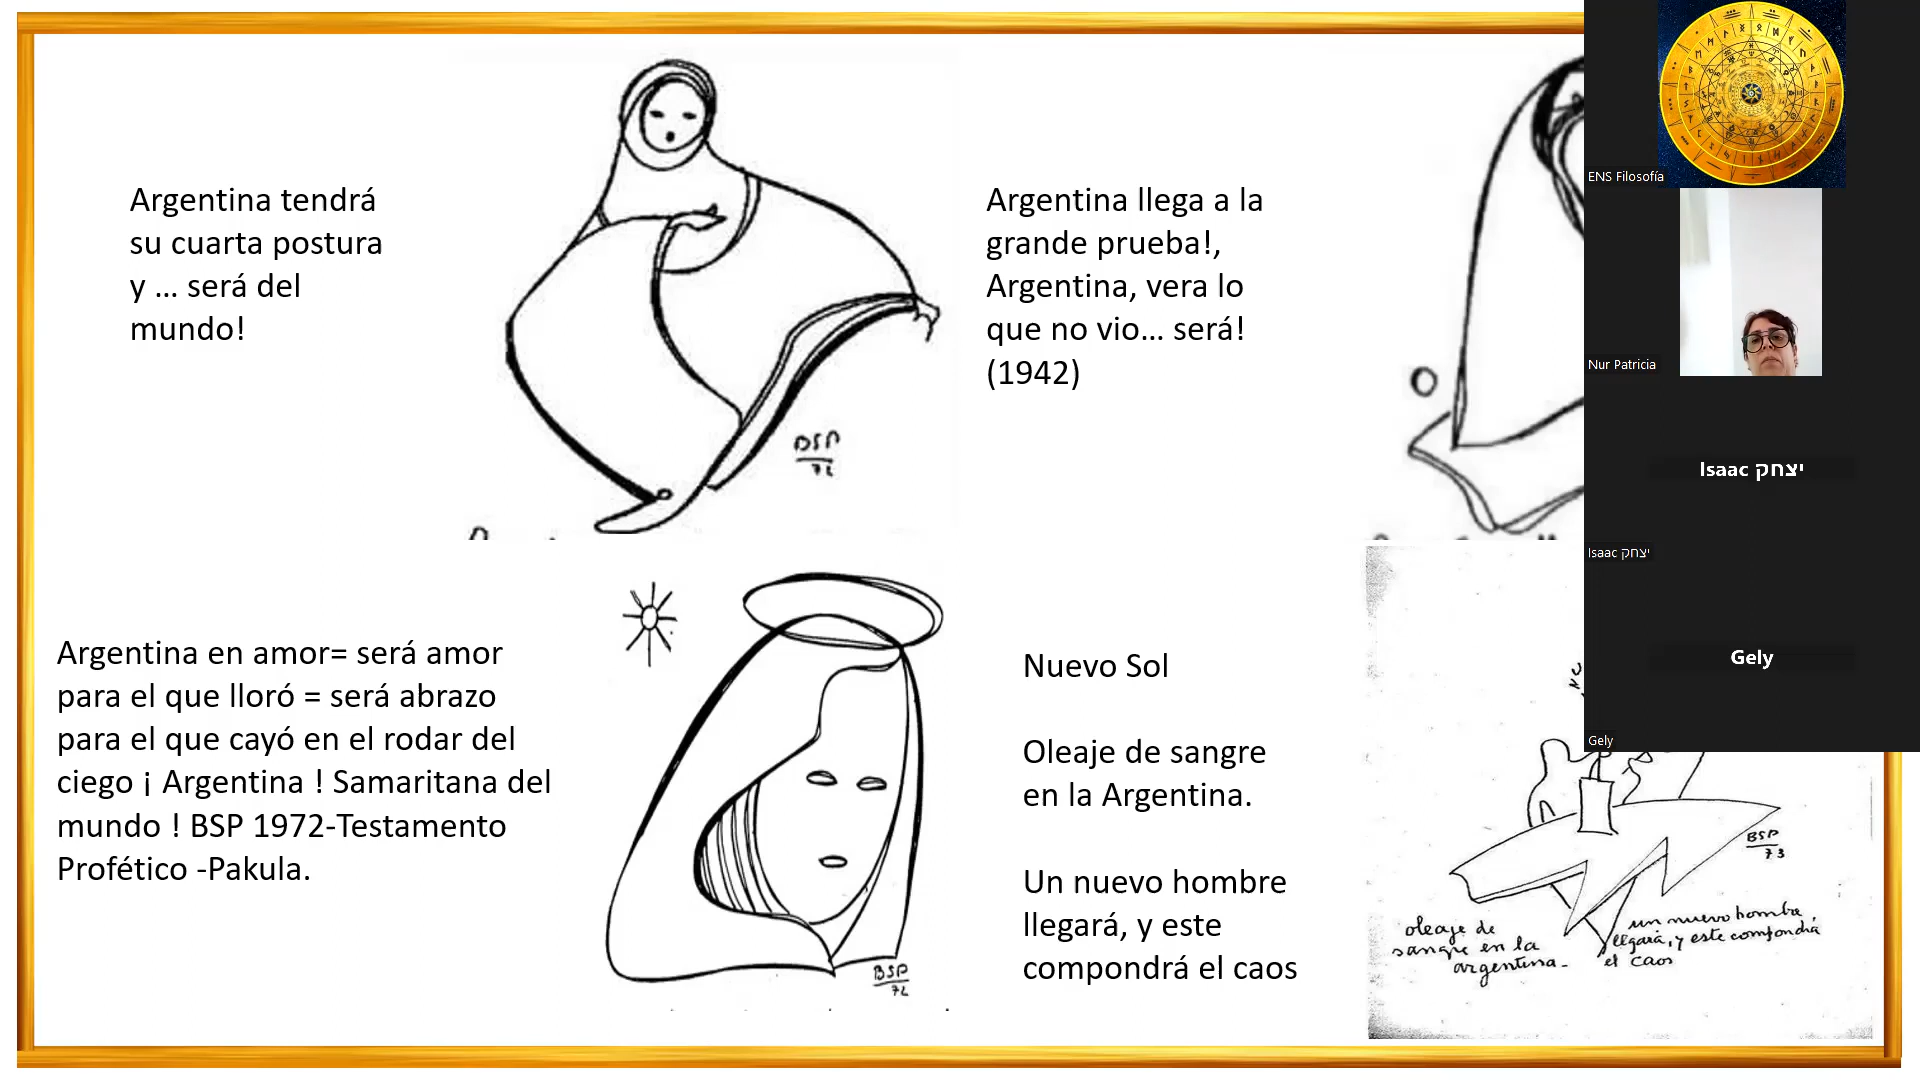 Argentina tendrá
su cuarta postura
y ... será del
mundo!
BSP
72
Argentina llega a la
grande prueba!,
Argentina, vera lo
que no vio... será!
(1942)
Argentina en amor= será amor
para el que lloró = será abrazo
para el que cayó en el rodar del
ciego ¡ Argentina ! Samaritana del
mundo ! BSP 1972-Testamento
Profético -Pakula.
BSP
72
Nuevo Sol
Oleaje de sangre
en la Argentina.
Un nuevo hombre
llegará, y este
compondrá el caos
BSP
73
oleaje de
sangre en la
argentina-
un nuevo hombre
llegará, y este compondrá
el caos
ENS Filosofía
Nur Patricia
Isaac יצחק
Isaac יצחק
Gely
Gely